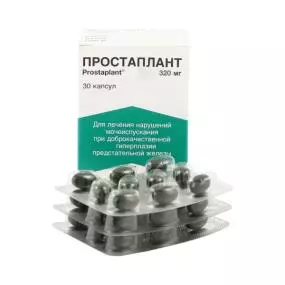 ПРОСТАПЛАНТ
Prostaplant® 320 мг
30 капсул
Для лечения нарушений
мочеиспускания
при доброкачественной
гиперплазии
предстательной железы